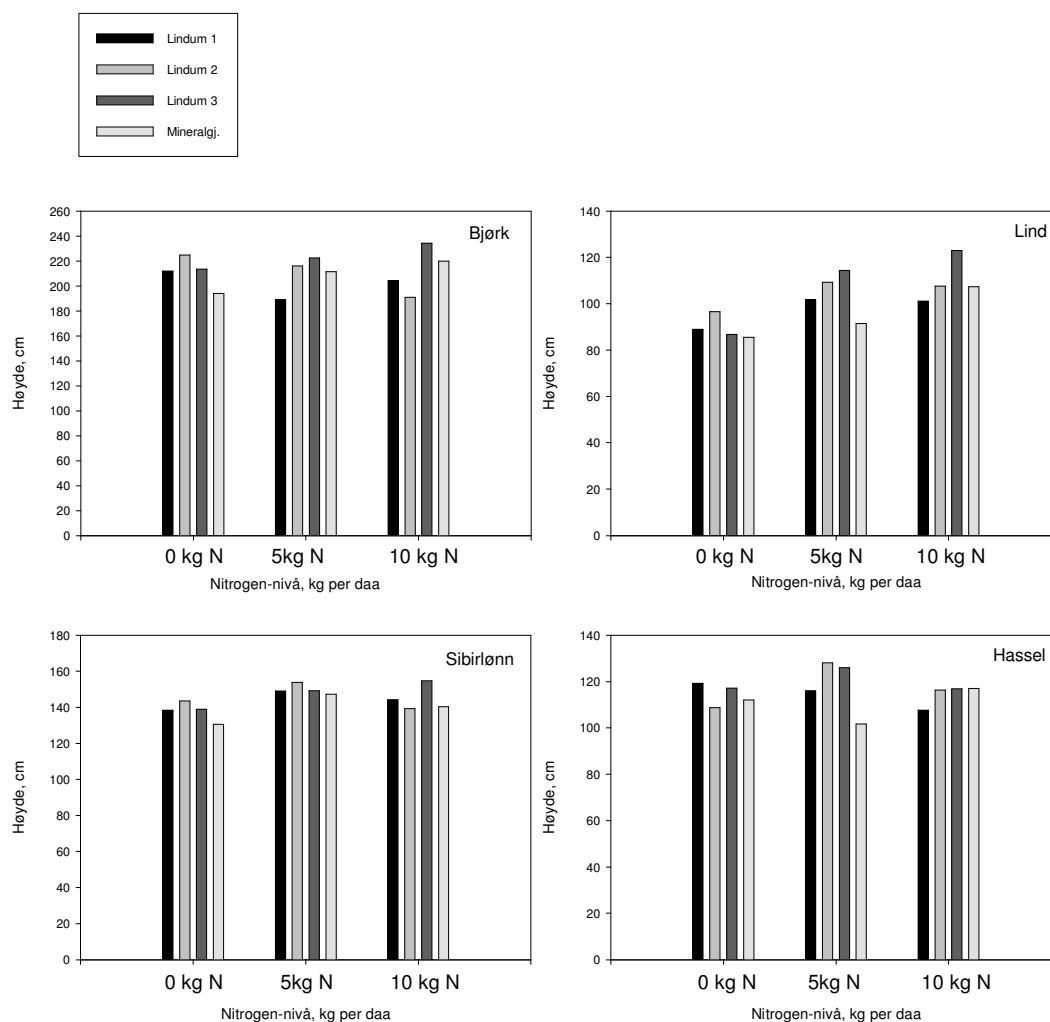 Lindum 1
Lindum 2
Lindum 3
Mineralgj.
Bjørk
Høyde, cm
260
240
220
200
180
160
140
120
100
80
60
40
20
0
0 kg N 5kg N 10 kg N
Nitrogen-nivå, kg per daa
Lind
Høyde, cm
140
120
100
80
60
40
20
0
0 kg N 5kg N 10 kg N
Nitrogen-nivå, kg per daa
Sibirlønn
Høyde, cm
180
160
140
120
100
80
60
40
20
0
0 kg N 5kg N 10 kg N
Nitrogen-nivå, kg per daa
Hassel
Høyde, cm
140
120
100
80
60
40
20
0
0 kg N 5kg N 10 kg N
Nitrogen-nivå, kg per daa